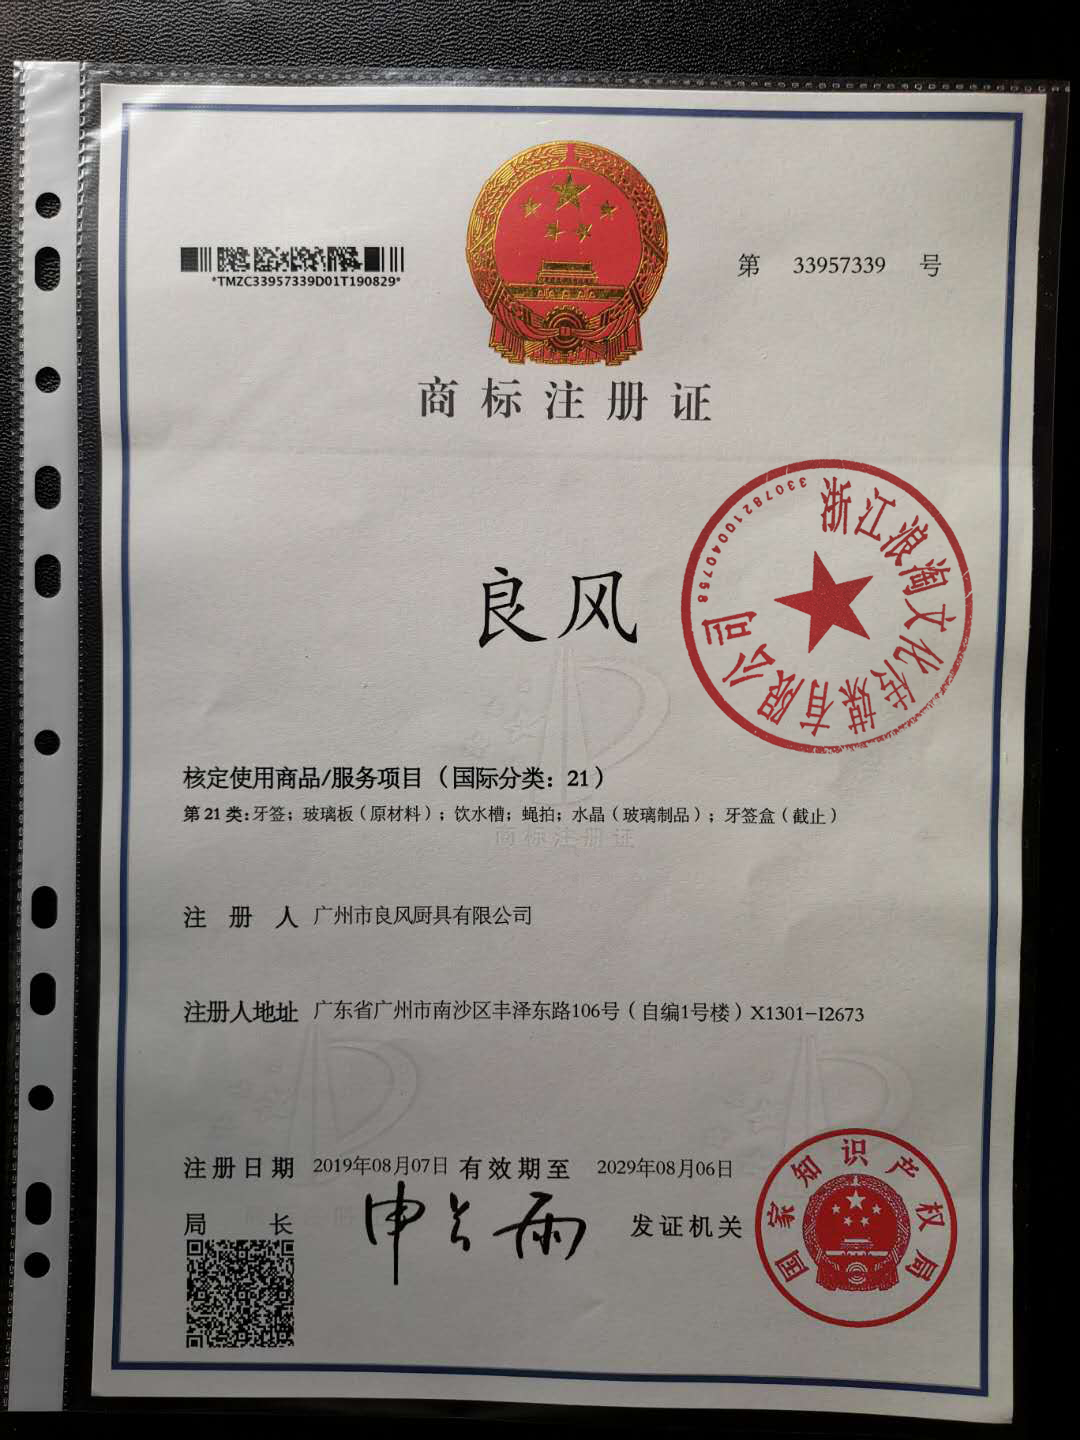 *TMZC33957339D01T190829*
第 33957339 号
商标注册证
浙江浪淘文化传媒有限公司
33078210040758
良风
核定使用商品/服务项目（国际分类：21）
第21类：牙签；玻璃板（原材料）；饮水槽；蝇拍；水晶（玻璃制品）；牙签盒（截止）
商标注册证
注册人 广州市良风厨具有限公司
注册人地址 广东省广州市南沙区丰泽东路106号（自编1号楼）X1301-I2673
注册日期 2019年08月07日 有效期至 2029年08月06日
局长 申长雨 发证机关
国家知识产权局